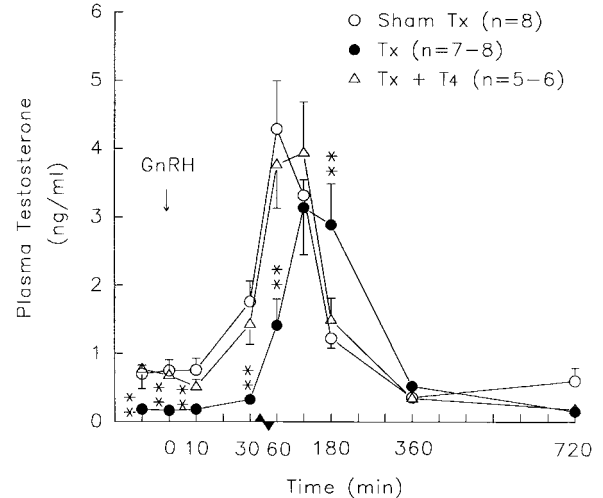 ○ Sham Tx (n=8)
● Tx (n=7-8)
△ Tx + T4 (n=5-6)
Plasma Testosterone
(ng/ml)
6
5
4
3
2
1
0
GnRH
↓
**
**
**
**
**
**
0 10 30 60 180 360 720
Time (min)